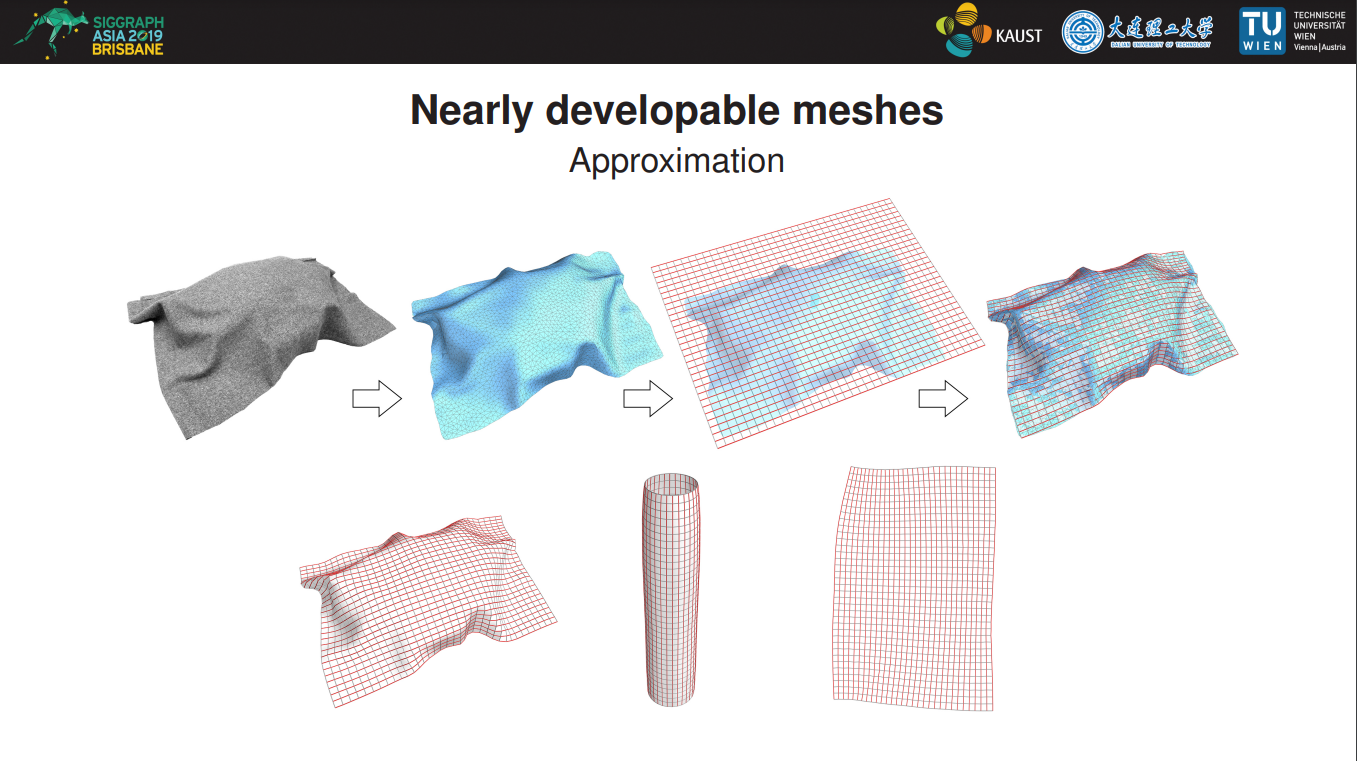 SIGGRAPH
ASIA 2019
BRISBANE
KAUST
大连理工大学
DALIAN UNIVERSITY OF TECHNOLOGY
TU
WIEN
TECHNISCHE
UNIVERSITÄT
WIEN
Vienna|Austria
Nearly developable meshes
Approximation